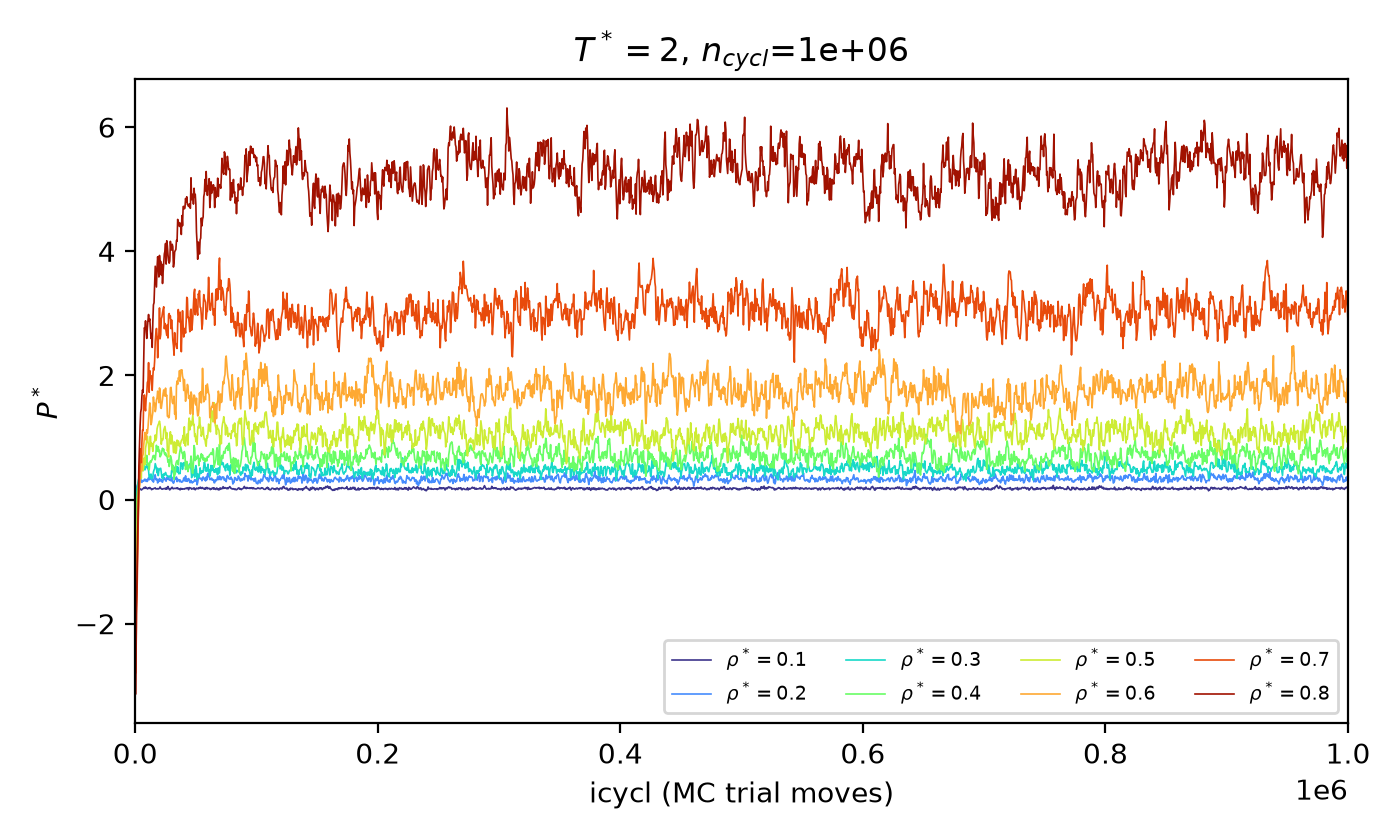 T* = 2, n_cycl=1e+06
P*
6
4
2
0
−2
ρ* = 0.1 ρ* = 0.3 ρ* = 0.5 ρ* = 0.7
ρ* = 0.2 ρ* = 0.4 ρ* = 0.6 ρ* = 0.8
0.0 0.2 0.4 0.6 0.8 1.0
1e6
icycl (MC trial moves)